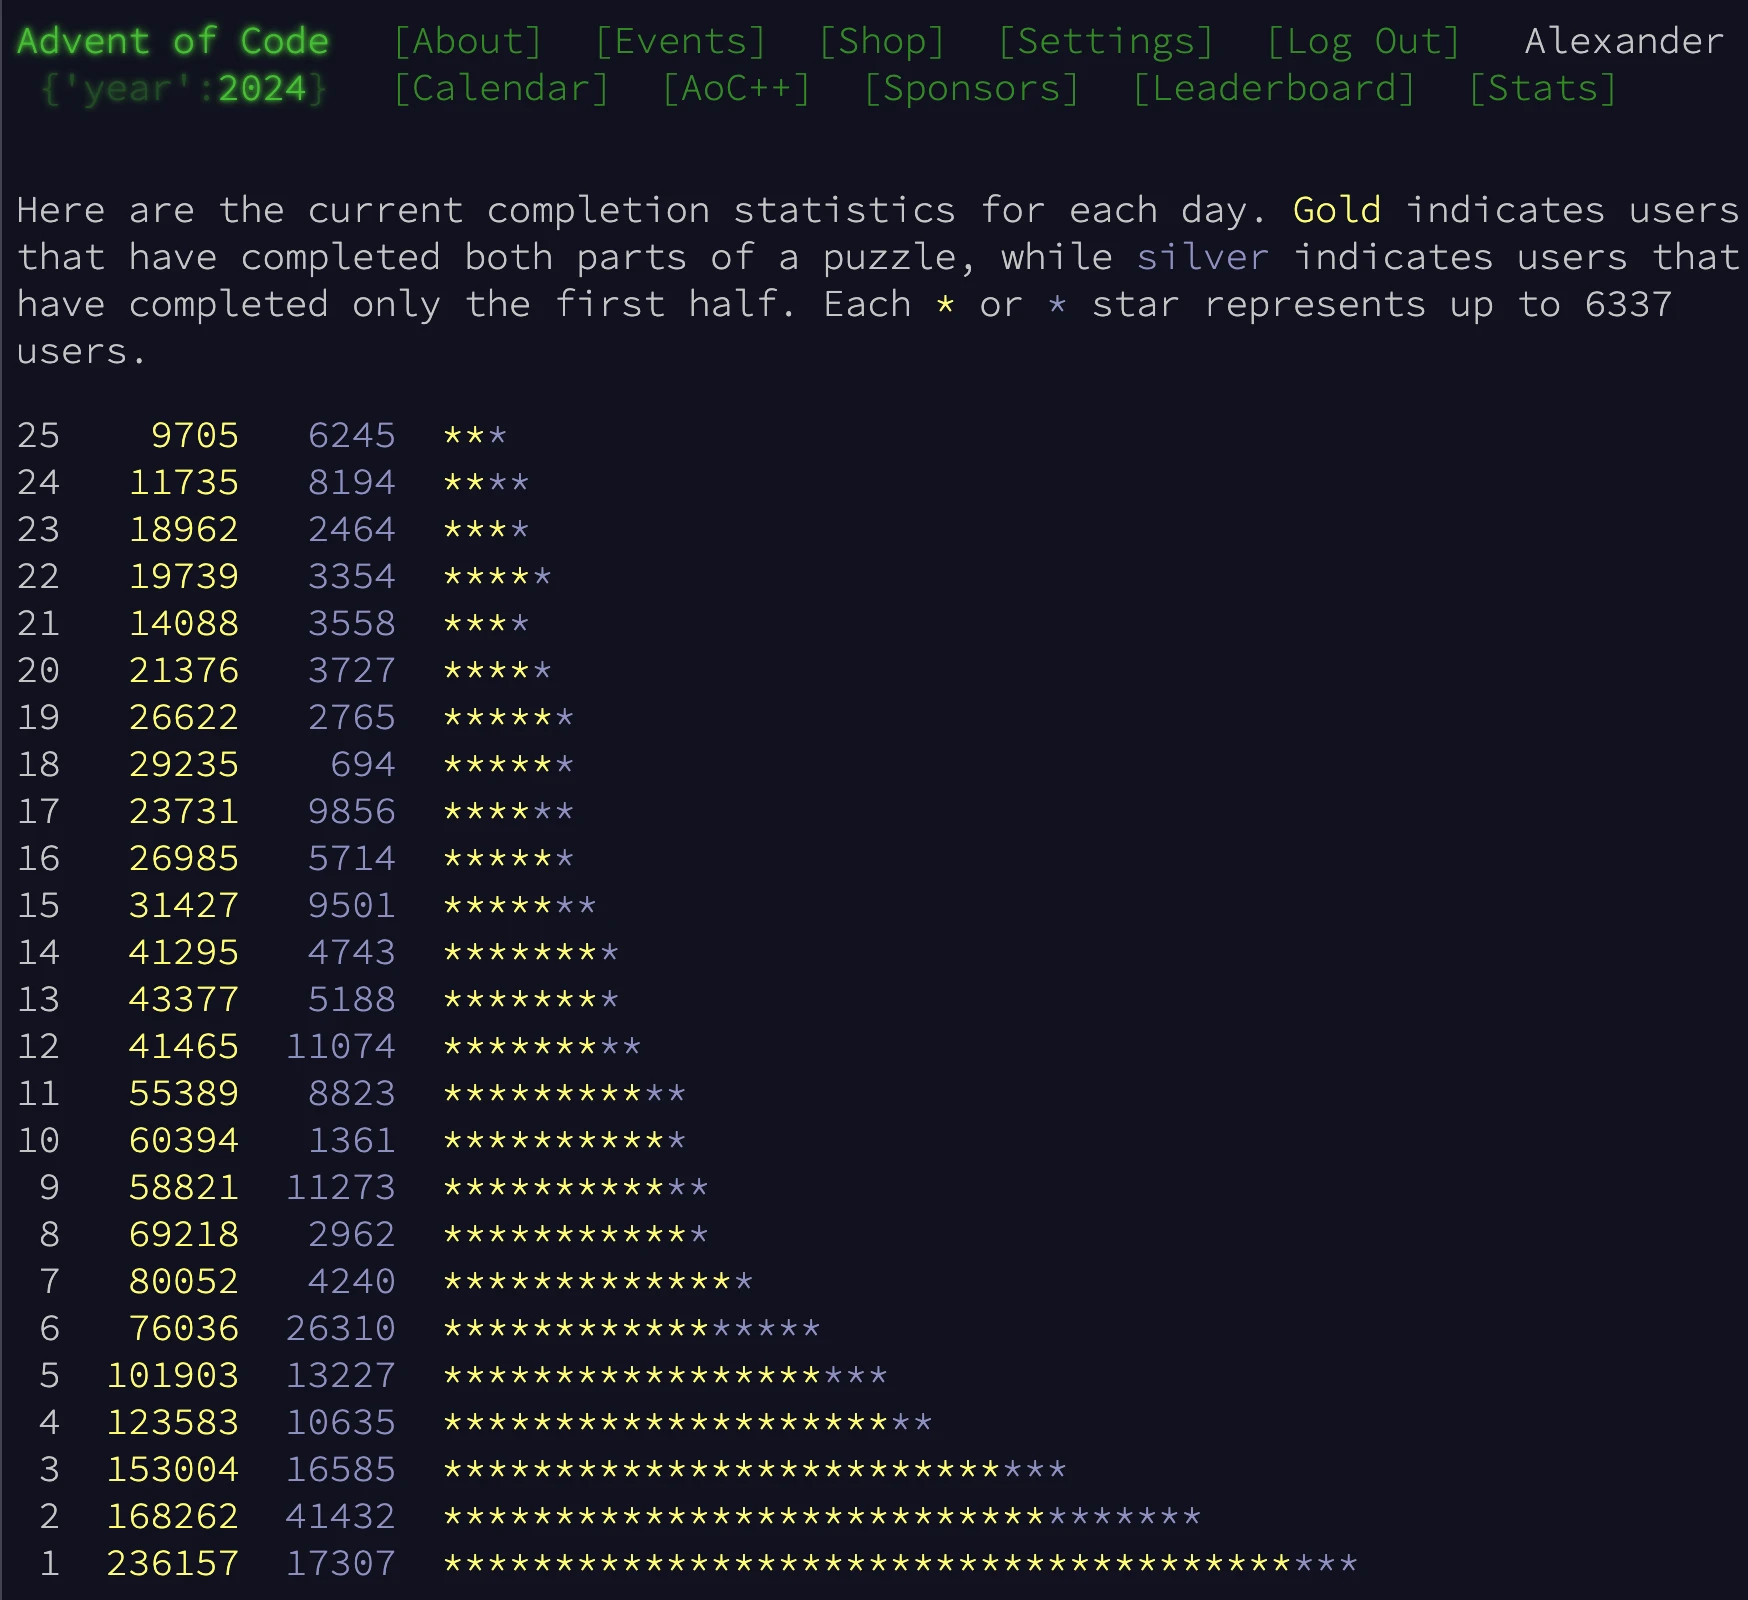 Advent of Code [About] [Events] [Shop] [Settings] [Log Out] Alexander
{'year':2024} [Calendar] [AoC++] [Sponsors] [Leaderboard] [Stats]
Here are the current completion statistics for each day. Gold indicates users
that have completed both parts of a puzzle, while silver indicates users that
have completed only the first half. Each * or * star represents up to 6337
users.
25 9705 6245 ***
24 11735 8194 ****
23 18962 2464 ****
22 19739 3354 *****
21 14088 3558 ****
20 21376 3727 *****
19 26622 2765 ******
18 29235 694 ******
17 23731 9856 ******
16 26985 5714 ******
15 31427 9501 *******
14 41295 4743 ********
13 43377 5188 ********
12 41465 11074 *********
11 55389 8823 ***********
10 60394 1361 ***********
9 58821 11273 ************
8 69218 2962 ************
7 80052 4240 **************
6 76036 26310 *****************
5 101903 13227 ********************
4 123583 10635 **********************
3 153004 16585 ****************************
2 168262 41432 **********************************
1 236157 17307 *****************************************